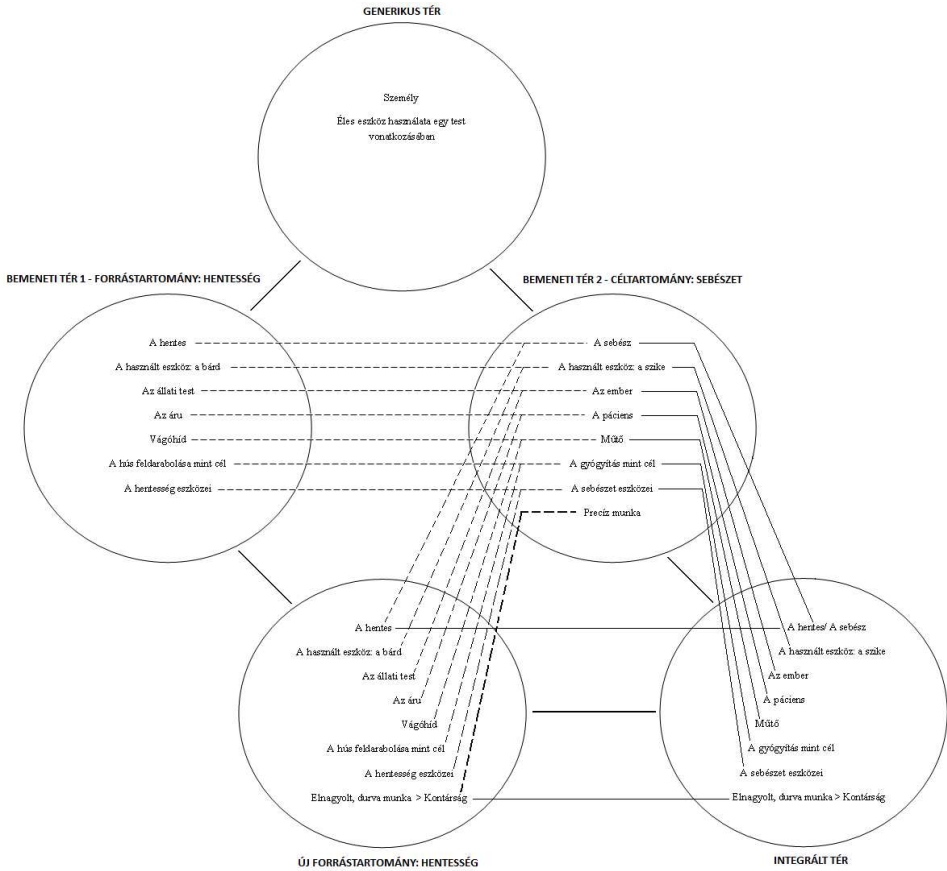 GENERIKUS TÉR
Személy
Éles eszköz használata egy test
vonatkozásában
BEMENETI TÉR 1 - FORRÁSTARTOMÁNY: HENTESSÉG
A hentes
A használt eszköz: a bárd
Az állati test
Az áru
Vágóhíd
A hús feldarabolása mint cél
A hentesség eszközei
BEMENETI TÉR 2 - CÉLTARTOMÁNY: SEBÉSZET
A sebész
A használt eszköz: a szike
Az ember
A páciens
Műtő
A gyógyítás mint cél
A sebészet eszközei
Precíz munka
A hentes
A használt eszköz: a bárd
Az állati test
Az áru
Vágóhíd
A hús feldarabolása mint cél
A hentesség eszközei
Elnagyolt, durva munka > Kontárság
ÚJ FORRÁSTARTOMÁNY: HENTESSÉG
A hentes/ A sebész
A használt eszköz: a szike
Az ember
A páciens
Műtő
A gyógyítás mint cél
A sebészet eszközei
Elnagyolt, durva munka > Kontárság
INTEGRÁLT TÉR